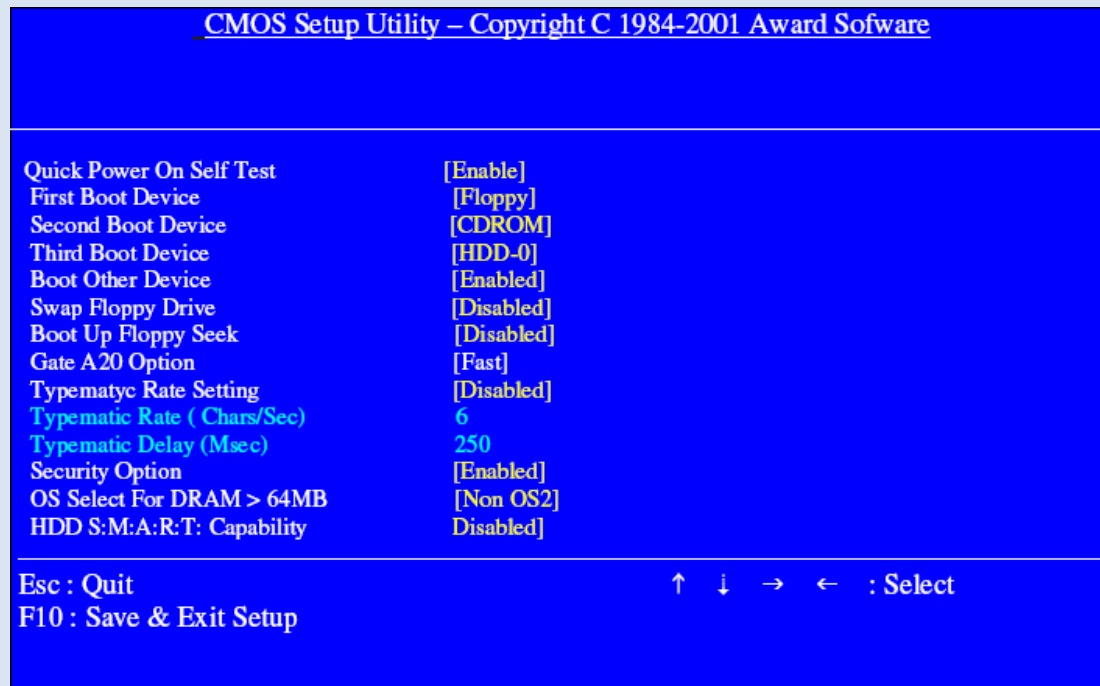 _CMOS Setup Utility – Copyright C 1984-2001 Award Sofware
Quick Power On Self Test [Enable]
First Boot Device [Floppy]
Second Boot Device [CDROM]
Third Boot Device [HDD-0]
Boot Other Device [Enabled]
Swap Floppy Drive [Disabled]
Boot Up Floppy Seek [Disabled]
Gate A20 Option [Fast]
Typematyc Rate Setting [Disabled]
Typematic Rate ( Chars/Sec) 6
Typematic Delay (Msec) 250
Security Option [Enabled]
OS Select For DRAM > 64MB [Non OS2]
HDD S:M:A:R:T: Capability Disabled]
Esc : Quit ↑ ↓ → ← : Select
F10 : Save & Exit Setup